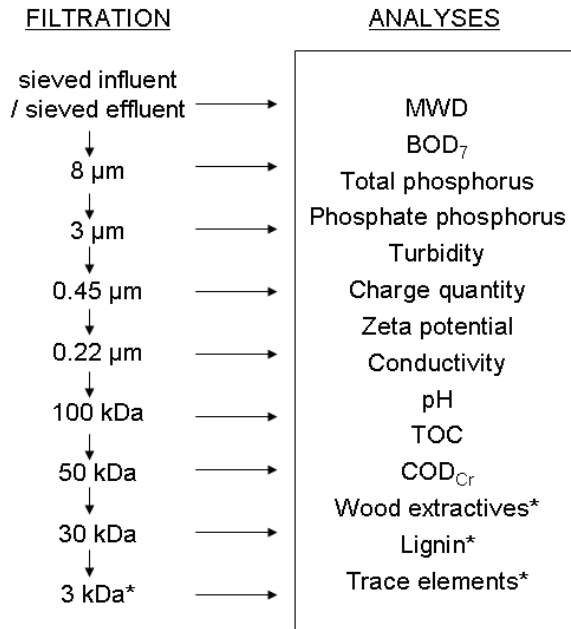 FILTRATION
sieved influent
/ sieved effluent
8 µm
3 µm
0.45 µm
0.22 µm
100 kDa
50 kDa
30 kDa
3 kDa*
ANALYSES
MWD
BOD₇
Total phosphorus
Phosphate phosphorus
Turbidity
Charge quantity
Zeta potential
Conductivity
pH
TOC
COD_Cr
Wood extractives*
Lignin*
Trace elements*